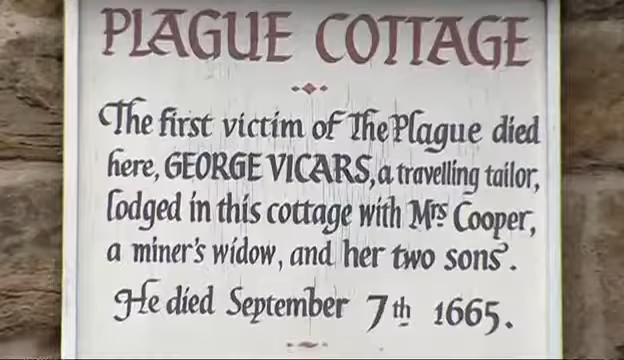 PLAGUE COTTAGE
The first victim of The Plague died
here, GEORGE VICARS, a travelling tailor,
lodged in this cottage with Mrs Cooper,
a miner's widow, and her two sons.
He died September 7th 1665.